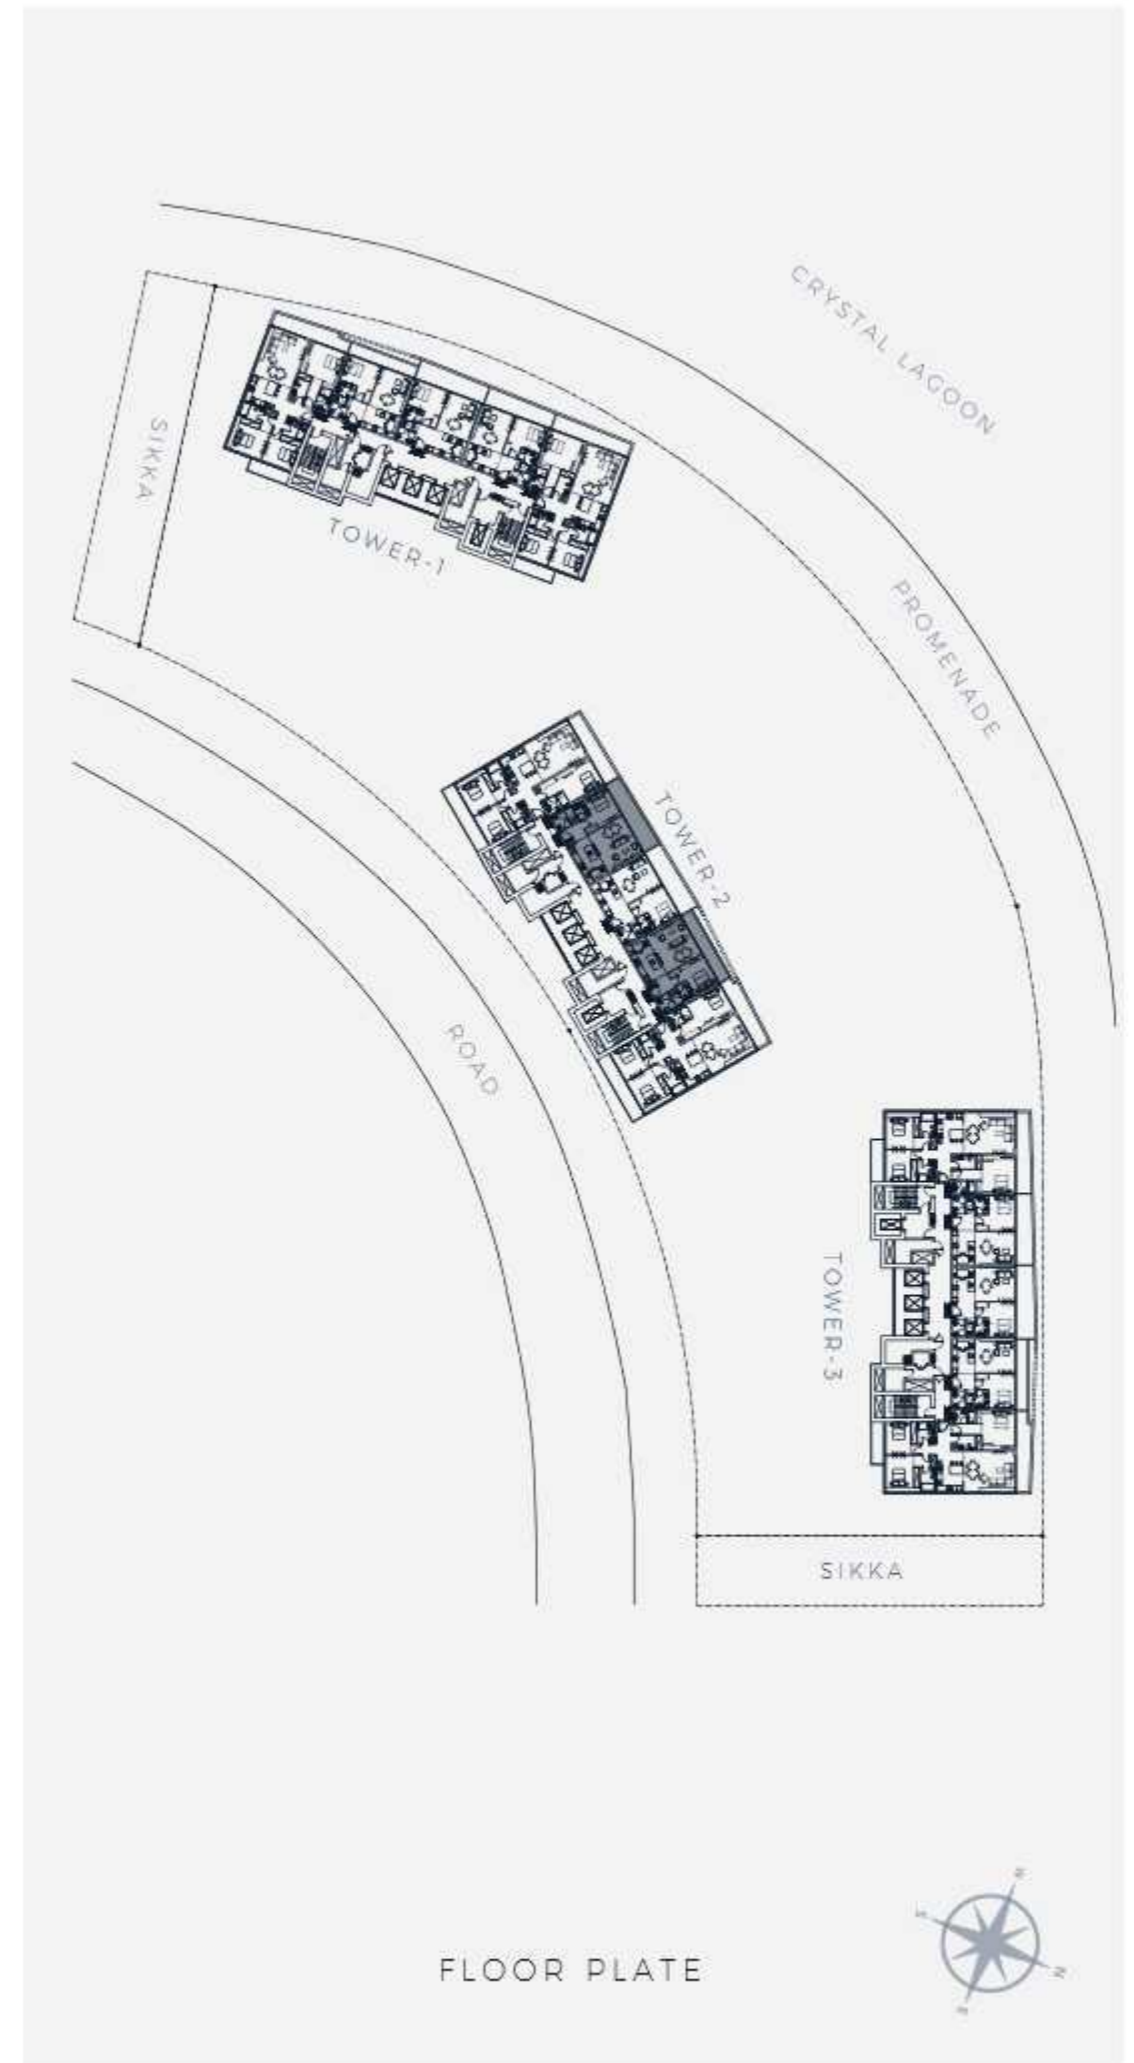 CRYSTAL LAGOON
SIKKA
TOWER-1
PROMENADE
TOWER-2
ROAD
TOWER-3
SIKKA
FLOOR PLATE